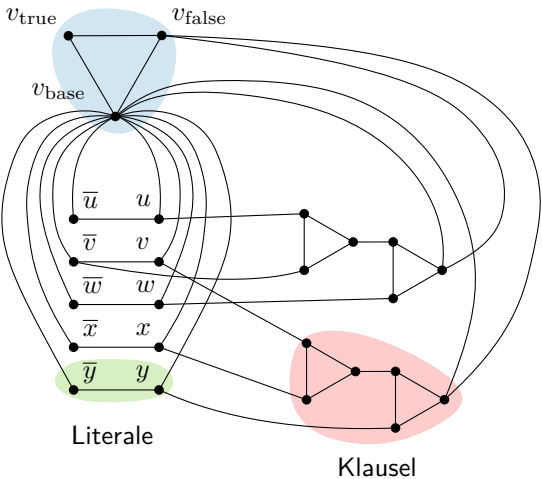 v_true v_false
v_base
u̅ u
v̅ v
w̅ w
x̅ x
y̅ y
Literale
Klausel